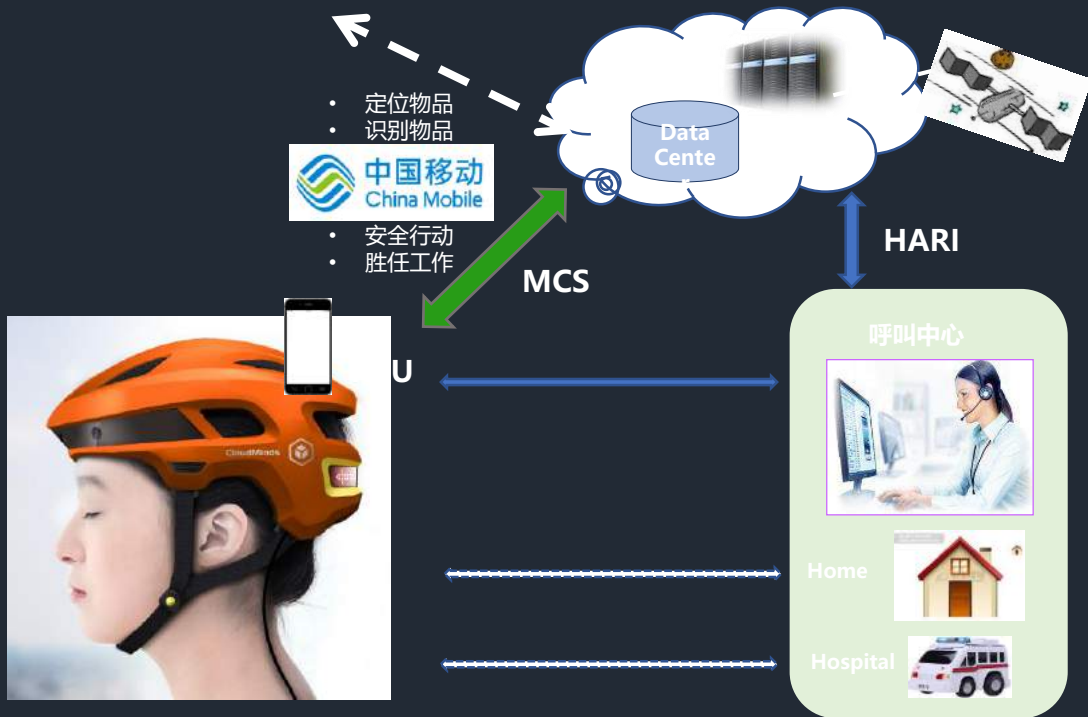 • 定位物品
• 识别物品
中国移动
China Mobile
• 安全行动
• 胜任工作
Data
Cente
MCS
HARI
U
呼叫中心
CloudMinds
Home
Hospital